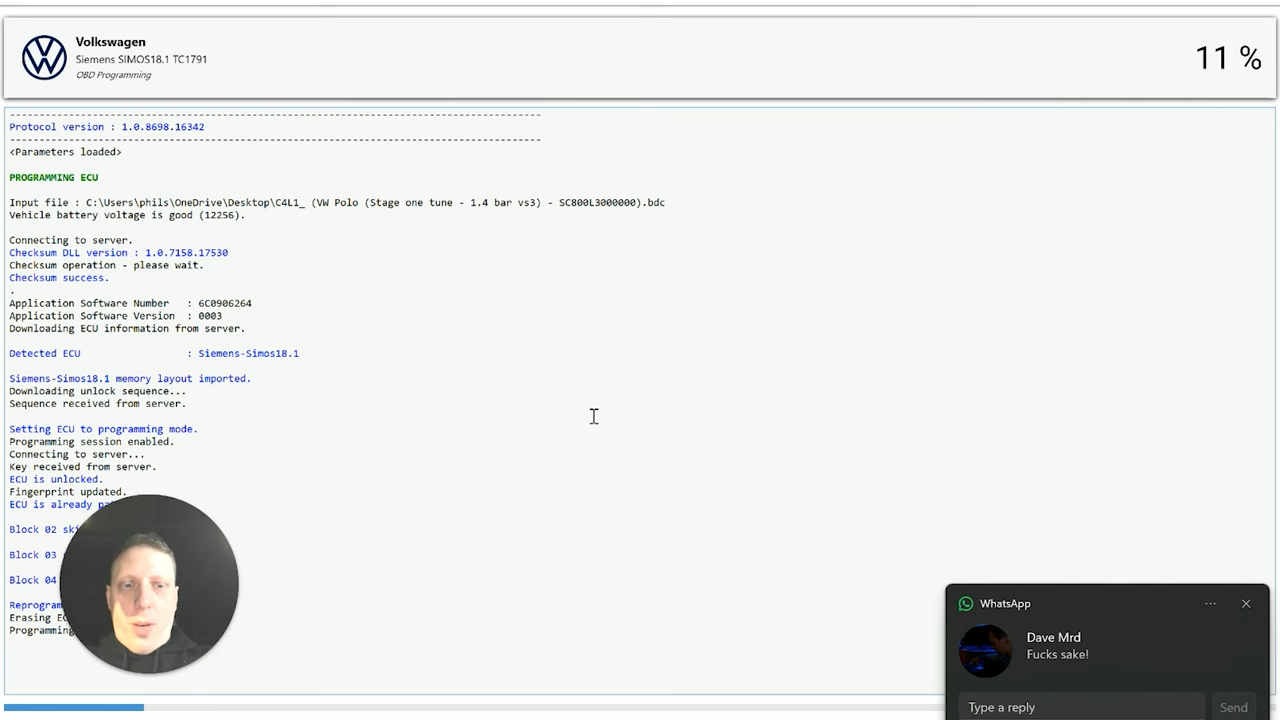 Volkswagen
Siemens SIMOS18.1 TC1791
OBD Programming
11 %
--------------------------------------------------------------------------------
Protocol version : 1.0.8698.16342
--------------------------------------------------------------------------------
<Parameters loaded>
PROGRAMMING ECU
Input file : C:\Users\phils\OneDrive\Desktop\C4L1_ (VW Polo (Stage one tune - 1.4 bar vs3) - SC800L3000000).bdc
Vehicle battery voltage is good (12256).
Connecting to server.
Checksum DLL version : 1.0.7158.17530
Checksum operation - please wait.
Checksum success.
.
Application Software Number : 6C0906264
Application Software Version : 0003
Downloading ECU information from server.
Detected ECU : Siemens-Simos18.1
Siemens-Simos18.1 memory layout imported.
Downloading unlock sequence...
Sequence received from server.
Setting ECU to programming mode.
Programming session enabled.
Connecting to server...
Key received from server.
ECU is unlocked.
Fingerprint updated.
ECU is already
Block 02
Block 03
Block 04
Erasing
Programming
WhatsApp
Dave Mrd
Fucks sake!
Type a reply
Send